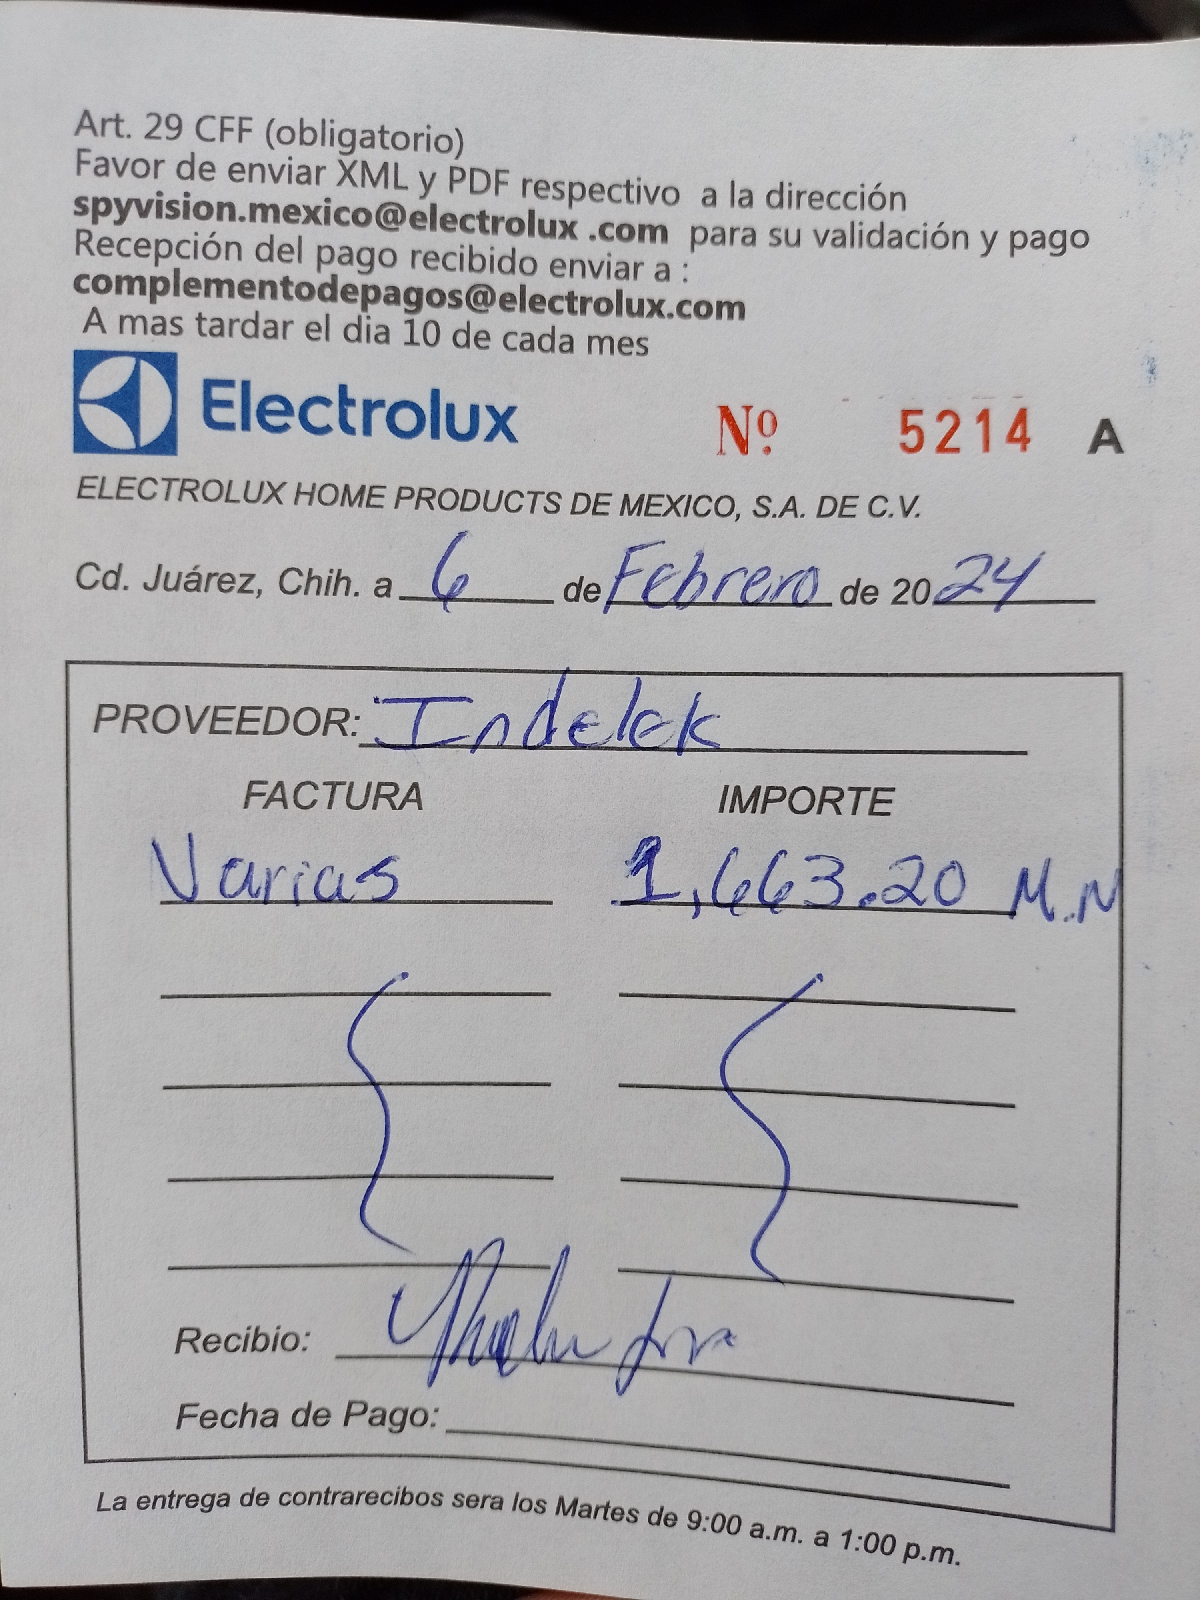 Art. 29 CFF (obligatorio)
Favor de enviar XML y PDF respectivo a la dirección
spyvision.mexico@electrolux .com para su validación y pago
Recepción del pago recibido enviar a :
complementodepagos@electrolux.com
A mas tardar el dia 10 de cada mes
Electrolux Nº 5214 A
ELECTROLUX HOME PRODUCTS DE MEXICO, S.A. DE C.V.
Cd. Juárez, Chih. a 6 de Febrero de 2024
PROVEEDOR: Indelek
FACTURA IMPORTE
Varias 1,663.20 M.N
Recibio:
Fecha de Pago:
La entrega de contrarecibos sera los Martes de 9:00 a.m. a 1:00 p.m.